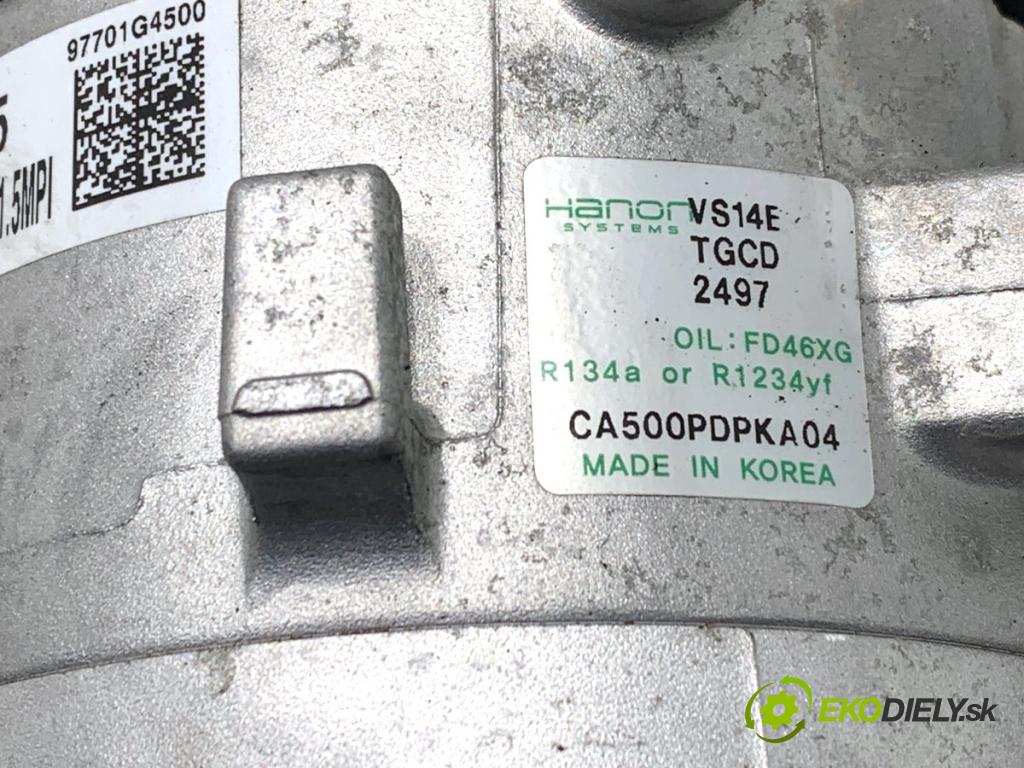 97701G4500
5
1.5MPI
Hanon VS14E
SYSTEMS
TGCD
2497
OIL: FD46XG
R134a or R1234yf
CA500PDPKA04
MADE IN KOREA
EKODIELY.sk